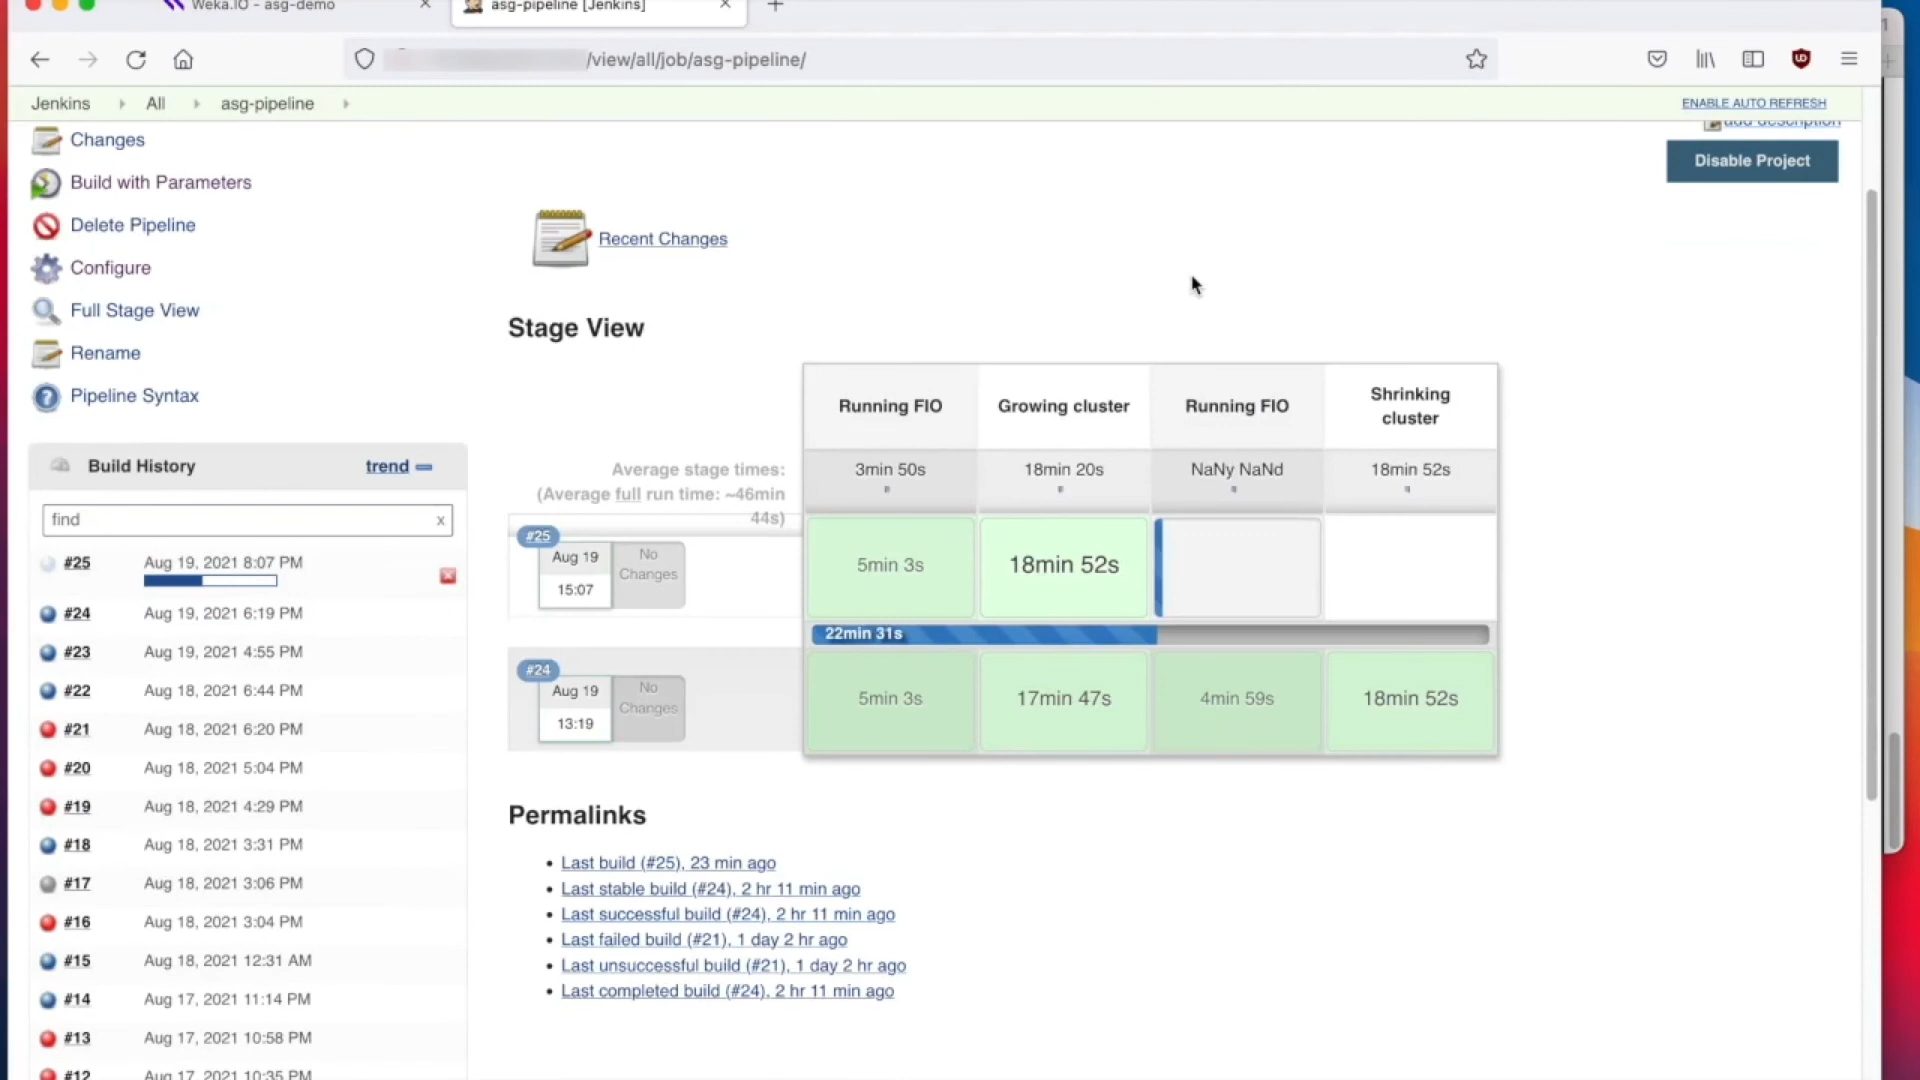 Weka.IO - asg-demo
asg-pipeline [Jenkins]
/view/all/job/asg-pipeline/
Jenkins
All
asg-pipeline
ENABLE AUTO REFRESH
add description
Changes
Disable Project
Build with Parameters
Delete Pipeline
Configure
Full Stage View
Rename
Pipeline Syntax
Recent Changes
Stage View
Running FIO
Growing cluster
Running FIO
Shrinking
cluster
Average stage times:
(Average full run time: ~46min
44s)
3min 50s
18min 20s
NaNy NaNd
18min 52s
#25
Aug 19
15:07
No
Changes
5min 3s
18min 52s
22min 31s
#24
Aug 19
13:19
No
Changes
5min 3s
17min 47s
4min 59s
18min 52s
Build History
trend
find
x
#25 Aug 19, 2021 8:07 PM
#24 Aug 19, 2021 6:19 PM
#23 Aug 19, 2021 4:55 PM
#22 Aug 18, 2021 6:44 PM
#21 Aug 18, 2021 6:20 PM
#20 Aug 18, 2021 5:04 PM
#19 Aug 18, 2021 4:29 PM
#18 Aug 18, 2021 3:31 PM
#17 Aug 18, 2021 3:06 PM
#16 Aug 18, 2021 3:04 PM
#15 Aug 18, 2021 12:31 AM
#14 Aug 17, 2021 11:14 PM
#13 Aug 17, 2021 10:58 PM
#12 Aug 17, 2021 10:35 PM
Permalinks
Last build (#25), 23 min ago
Last stable build (#24), 2 hr 11 min ago
Last successful build (#24), 2 hr 11 min ago
Last failed build (#21), 1 day 2 hr ago
Last unsuccessful build (#21), 1 day 2 hr ago
Last completed build (#24), 2 hr 11 min ago